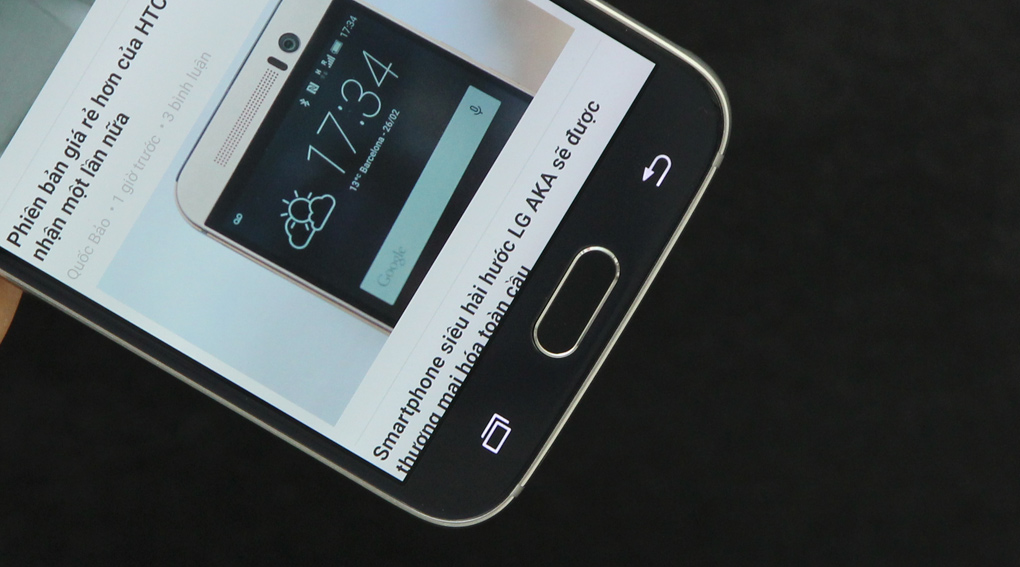 Phiên bản giá rẻ hơn của HTC
nhận một lần nữa
Quốc Bảo • 1 giờ trước • 3 bình luận
17:34
17:34
13°C Barcelona - 26/02
Google
Smartphone siêu hài hước LG AKA sẽ được
thương mại hóa toàn cầu